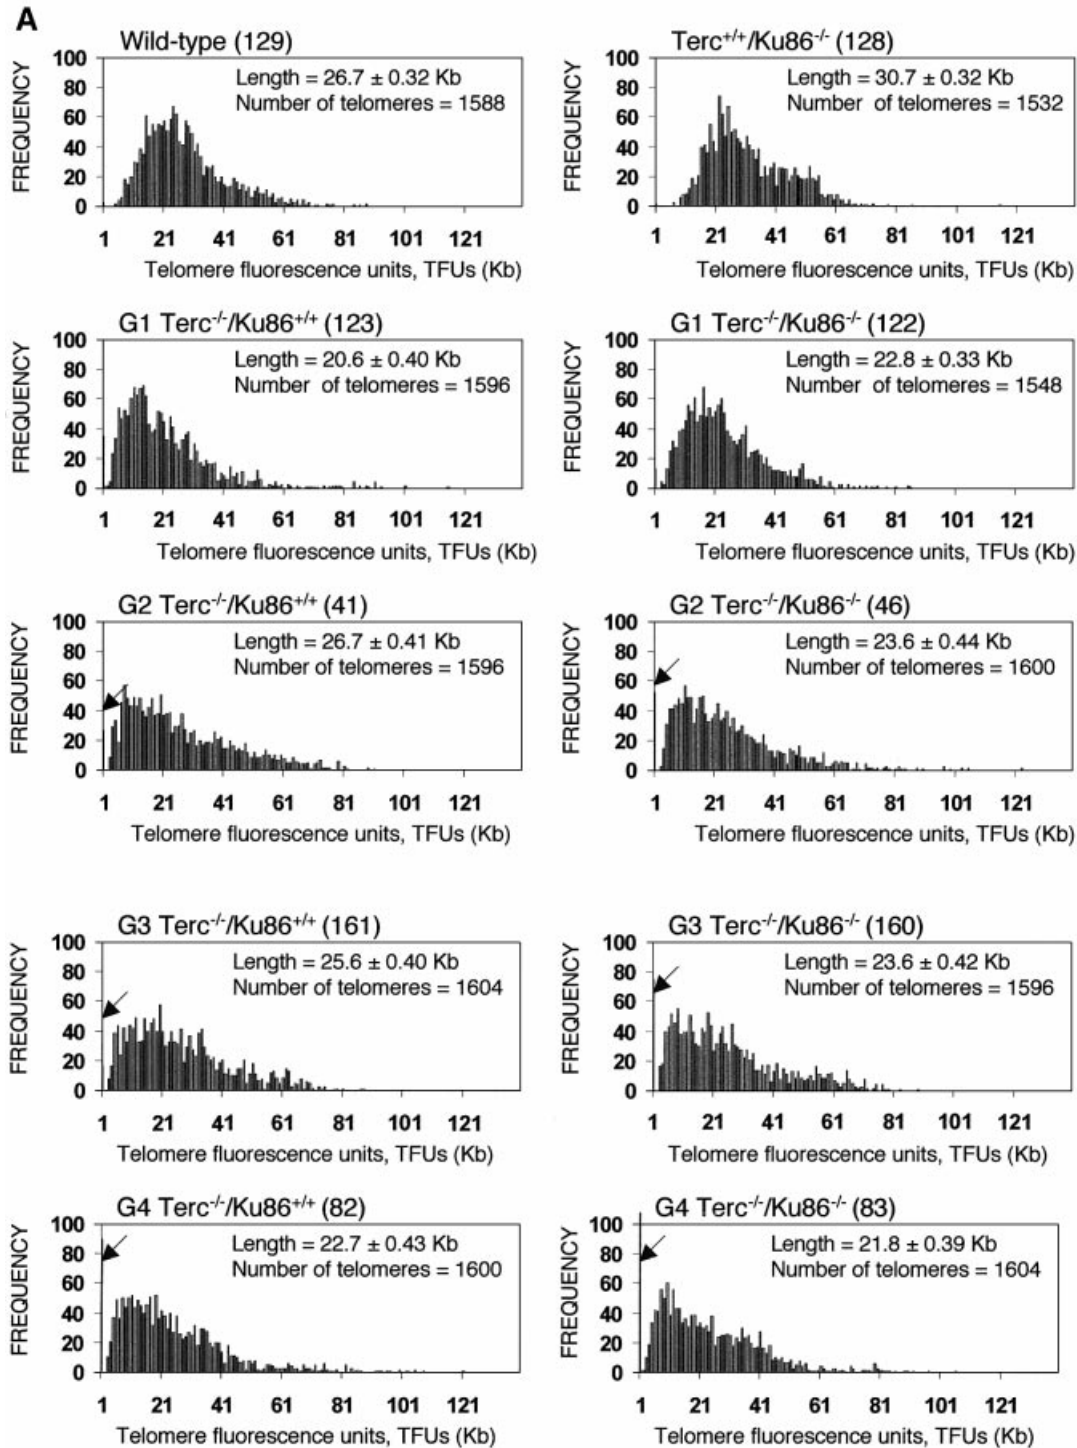 A
Wild-type (129)
FREQUENCY
100
80
60
40
20
0
Length = 26.7 ± 0.32 Kb
Number of telomeres = 1588
1 21 41 61 81 101 121
Telomere fluorescence units, TFUs (Kb)
Terc+/+/Ku86-/- (128)
FREQUENCY
100
80
60
40
20
0
Length = 30.7 ± 0.32 Kb
Number of telomeres = 1532
1 21 41 61 81 101 121
Telomere fluorescence units, TFUs (Kb)
G1 Terc-/-/Ku86+/+ (123)
FREQUENCY
100
80
60
40
20
0
Length = 20.6 ± 0.40 Kb
Number of telomeres = 1596
1 21 41 61 81 101 121
Telomere fluorescence units, TFUs (Kb)
G1 Terc-/-/Ku86-/- (122)
FREQUENCY
100
80
60
40
20
0
Length = 22.8 ± 0.33 Kb
Number of telomeres = 1548
1 21 41 61 81 101 121
Telomere fluorescence units, TFUs (Kb)
G2 Terc-/-/Ku86+/+ (41)
FREQUENCY
100
80
60
40
20
0
Length = 26.7 ± 0.41 Kb
Number of telomeres = 1596
1 21 41 61 81 101 121
Telomere fluorescence units, TFUs (Kb)
G2 Terc-/-/Ku86-/- (46)
FREQUENCY
100
80
60
40
20
0
Length = 23.6 ± 0.44 Kb
Number of telomeres = 1600
1 21 41 61 81 101 121
Telomere fluorescence units, TFUs (Kb)
G3 Terc-/-/Ku86+/+ (161)
FREQUENCY
100
80
60
40
20
0
Length = 25.6 ± 0.40 Kb
Number of telomeres = 1604
1 21 41 61 81 101 121
Telomere fluorescence units, TFUs (Kb)
G3 Terc-/-/Ku86-/- (160)
FREQUENCY
100
80
60
40
20
0
Length = 23.6 ± 0.42 Kb
Number of telomeres = 1596
1 21 41 61 81 101 121
Telomere fluorescence units, TFUs (Kb)
G4 Terc-/-/Ku86+/+ (82)
FREQUENCY
100
80
60
40
20
0
Length = 22.7 ± 0.43 Kb
Number of telomeres = 1600
1 21 41 61 81 101 121
Telomere fluorescence units, TFUs (Kb)
G4 Terc-/-/Ku86-/- (83)
FREQUENCY
100
80
60
40
20
0
Length = 21.8 ± 0.39 Kb
Number of telomeres = 1604
1 21 41 61 81 101 121
Telomere fluorescence units, TFUs (Kb)